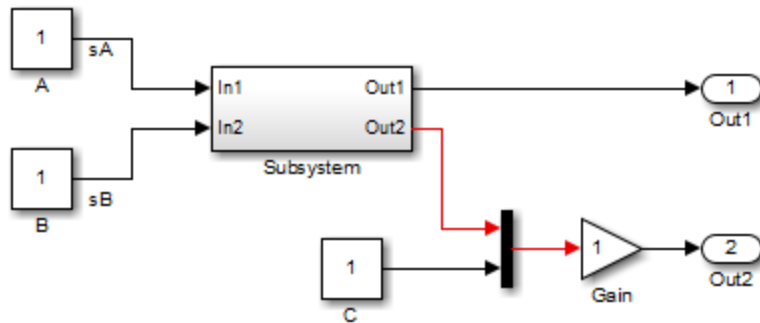 1
sA
A
In1 Out1
In2 Out2
Subsystem
1
Out1
1
sB
B
1
C
1
Gain
2
Out2